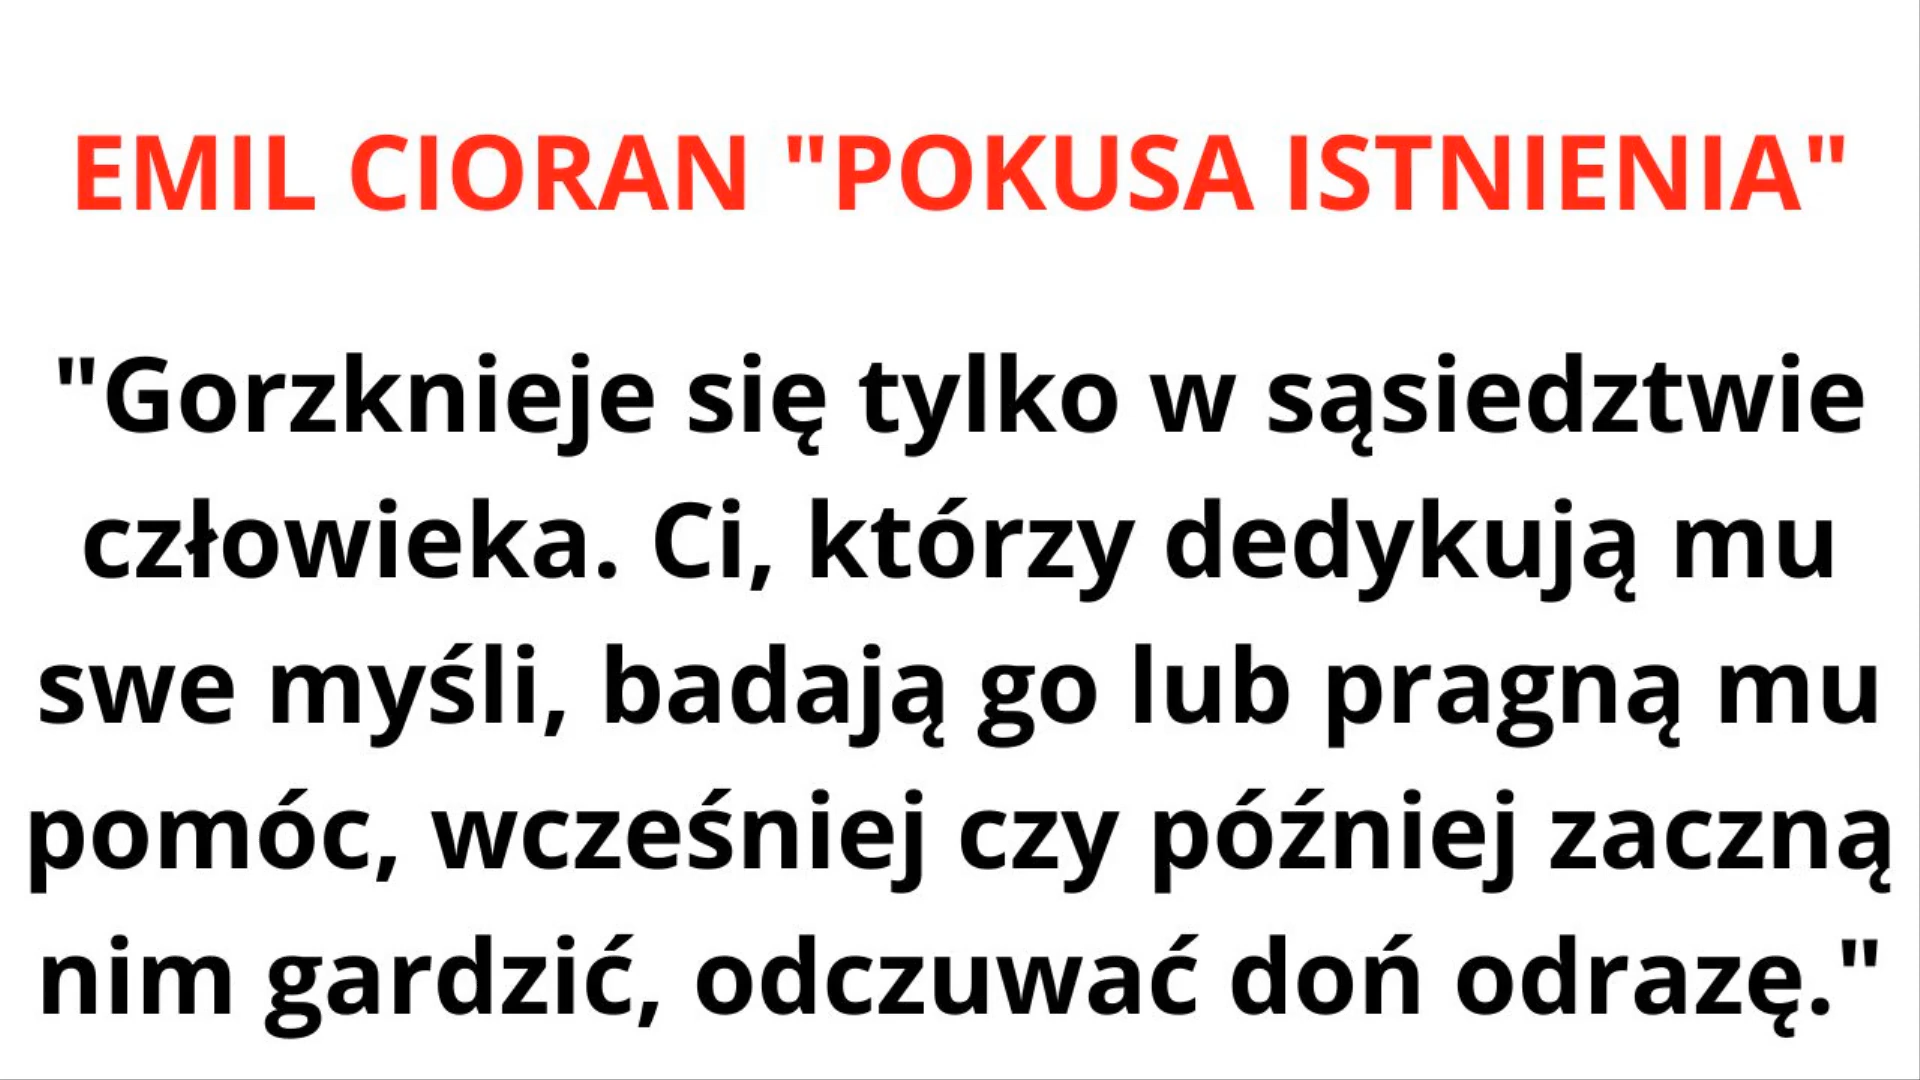 EMIL CIORAN "POKUSA ISTNIENIA"
"Gorzknieje się tylko w sąsiedztwie
człowieka. Ci, którzy dedykują mu
swe myśli, badają go lub pragną mu
pomóc, wcześniej czy później zaczną
nim gardzić, odczuwać doń odrazę."